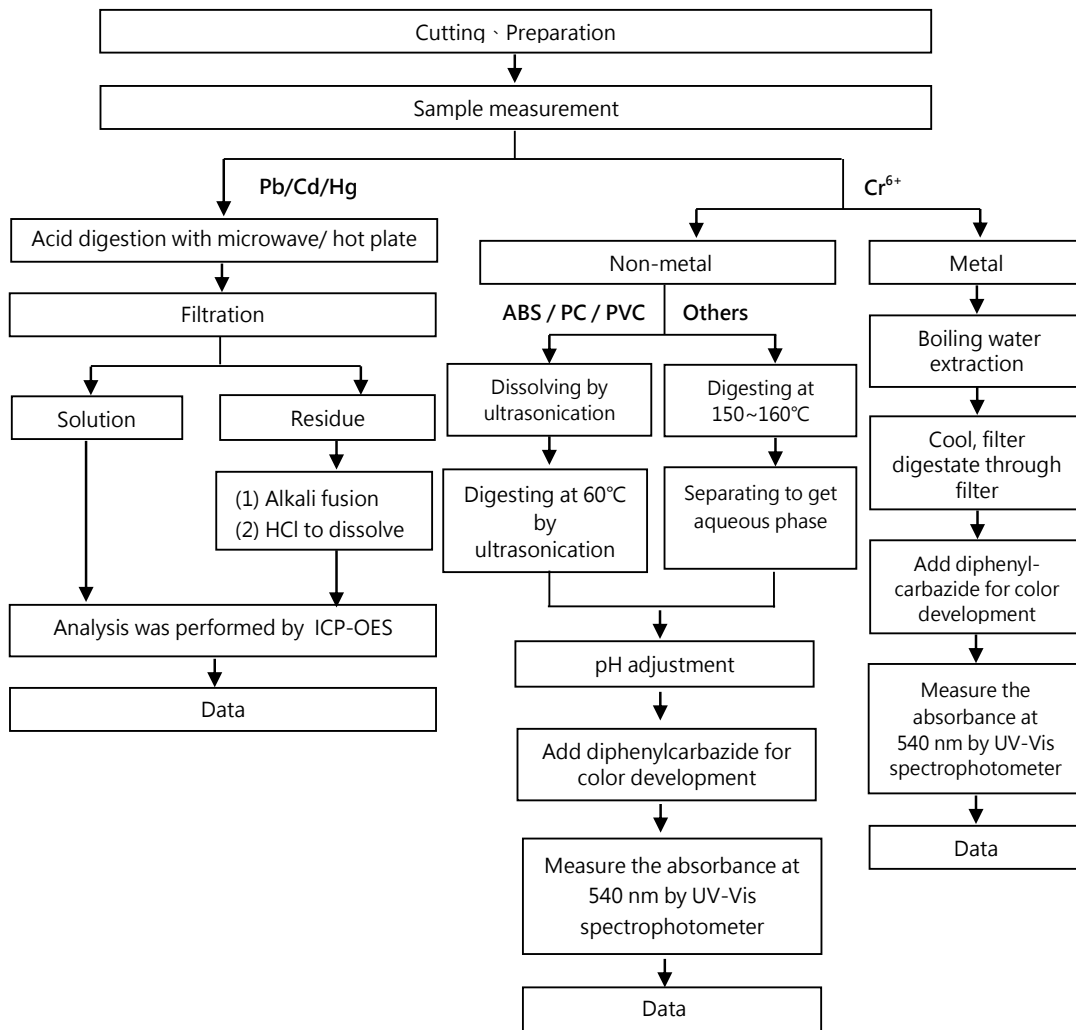 Cutting、Preparation
Sample measurement
Pb/Cd/Hg
Acid digestion with microwave/ hot plate
Filtration
Solution
Residue
(1) Alkali fusion
(2) HCl to dissolve
Analysis was performed by ICP-OES
Data
Cr⁶⁺
Non-metal
ABS / PC / PVC
Others
Dissolving by
ultrasonication
Digesting at 60℃
by
ultrasonication
Digesting at
150~160℃
Separating to get
aqueous phase
pH adjustment
Add diphenylcarbazide for
color development
Measure the absorbance at
540 nm by UV-Vis
spectrophotometer
Data
Metal
Boiling water
extraction
Cool, filter
digestate through
filter
Add diphenyl-
carbazide for color
development
Measure the
absorbance at
540 nm by UV-Vis
spectrophotometer
Data